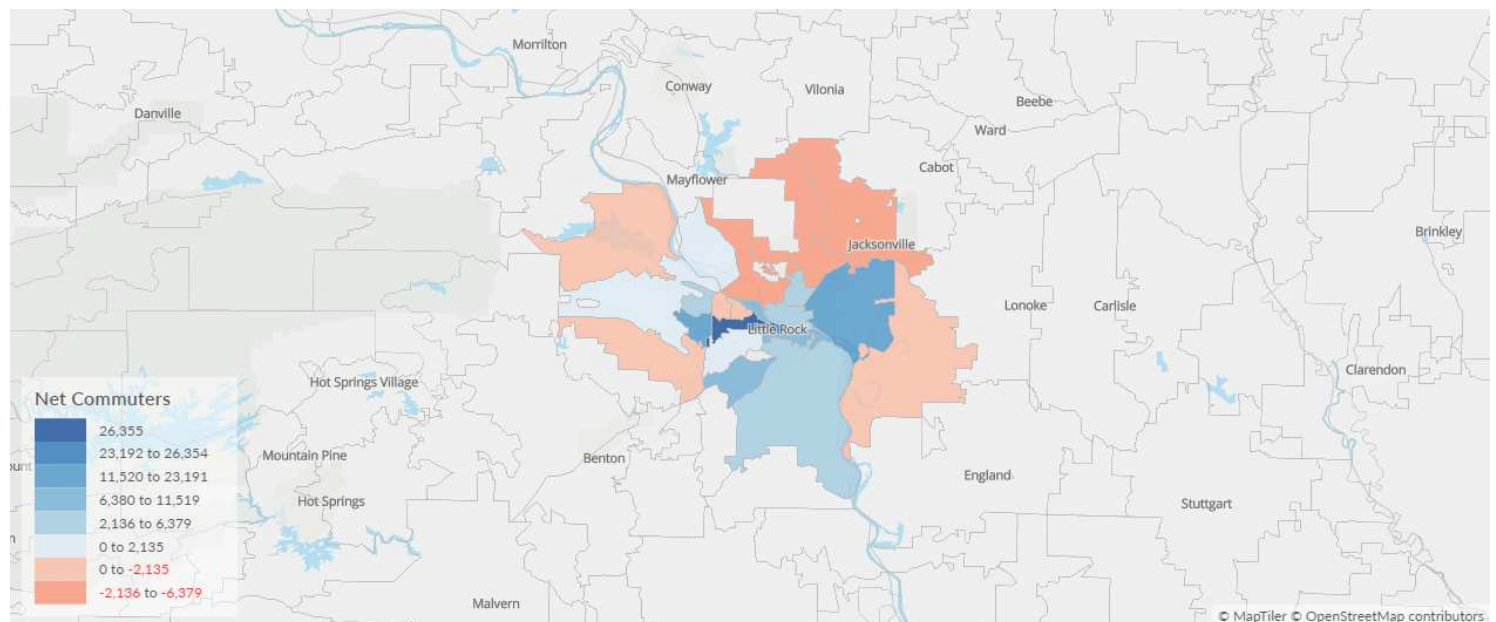 Morrilton
Conway
Vilonia
Danville
Beebe
Ward
Cabot
Mayflower
Brinkley
Jacksonville
Lonoke
Carlisle
Little Rock
Clarendon
Hot Springs Village
Net Commuters
26,355
23,192 to 26,354
11,520 to 23,191
6,380 to 11,519
2,136 to 6,379
0 to 2,135
0 to -2,135
-2,136 to -6,379
Mountain Pine
Benton
unt
England
Hot Springs
Stuttgart
n
Malvern
© MapTiler © OpenStreetMap contributors